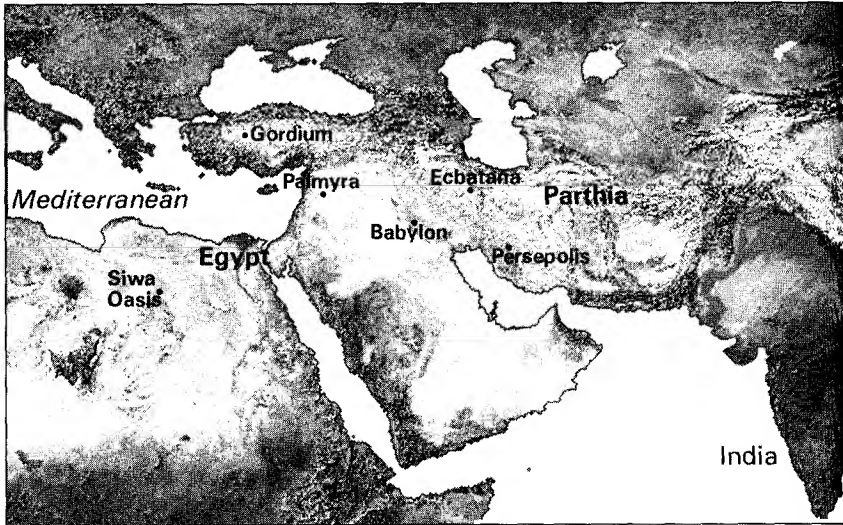 Gordium
Mediterranean
Palmyra
Ecbatana
Parthia
Babylon
Egypt
Persepolis
Siwa
Oasis
India